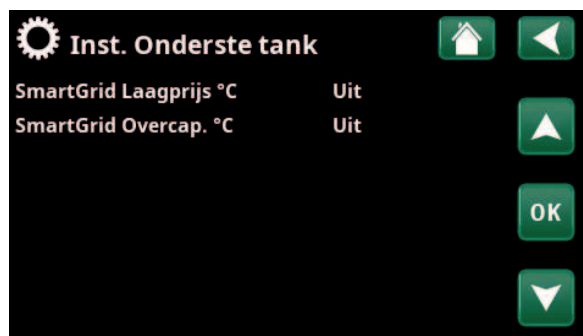 Inst. Onderste tank
SmartGrid Laagprijs °C Uit
SmartGrid Overcap. °C Uit
OK